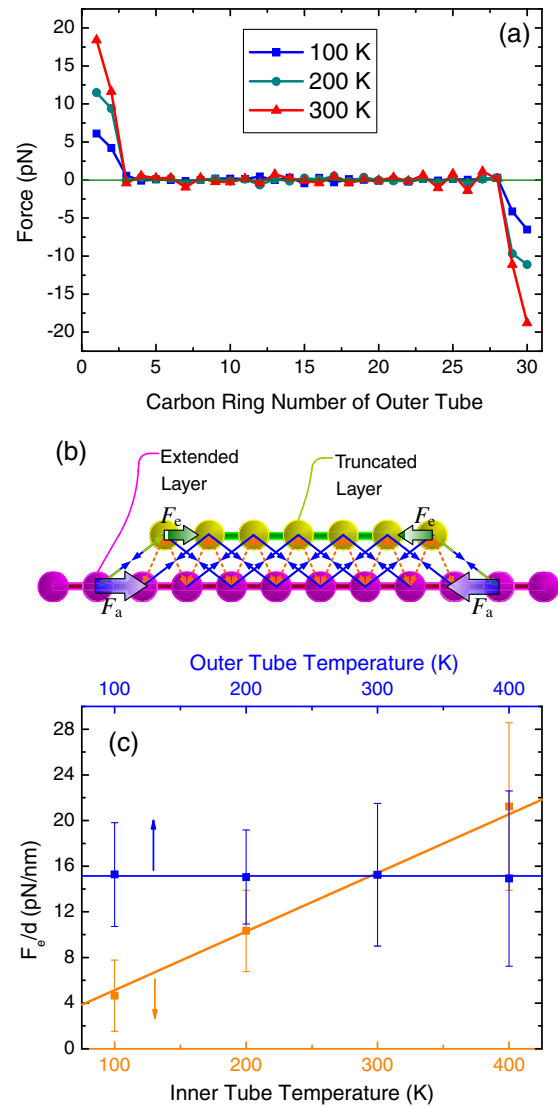 (a)
100 K
200 K
300 K
20
15
10
5
0
-5
-10
-15
-20
Force (pN)
0 5 10 15 20 25 30
Carbon Ring Number of Outer Tube
(b)
Extended
Layer
Truncated
Layer
Fe
Fe
Fa
Fa
Outer Tube Temperature (K)
100 200 300 400
(c)
28
24
20
16
12
8
4
0
Fe/d (pN/nm)
100 200 300 400
Inner Tube Temperature (K)